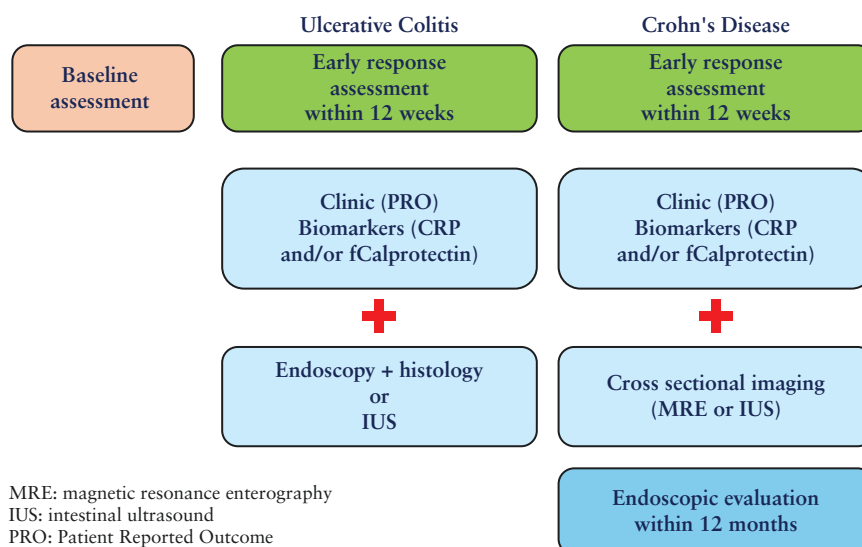 Ulcerative Colitis
Crohn's Disease
Baseline
assessment
Early response
assessment
within 12 weeks
Early response
assessment
within 12 weeks
Clinic (PRO)
Biomarkers (CRP
and/or fCalprotectin)
Clinic (PRO)
Biomarkers (CRP
and/or fCalprotectin)
Endoscopy + histology
or
IUS
Cross sectional imaging
(MRE or IUS)
Endoscopic evaluation
within 12 months
MRE: magnetic resonance enterography
IUS: intestinal ultrasound
PRO: Patient Reported Outcome